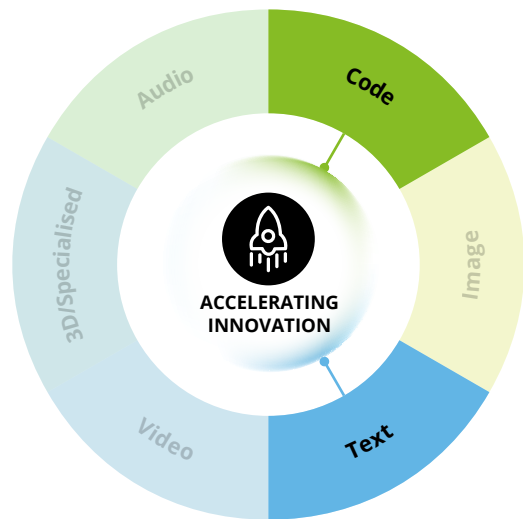 Audio
Code
3D/Specialised
Image
ACCELERATING
INNOVATION
Video
Text